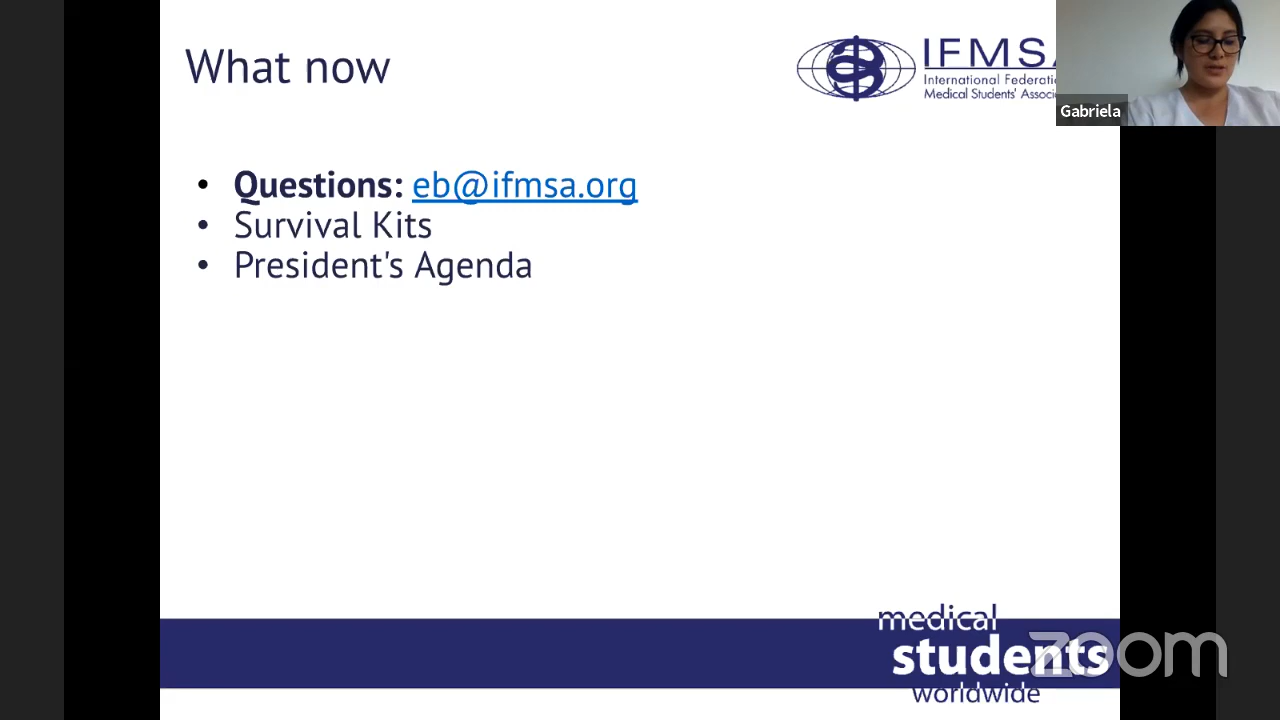 What now
IFMSA
International Federati
Medical Students' Associ
Gabriela
• Questions: eb@ifmsa.org
• Survival Kits
• President's Agenda
medical
students
worldwide
zoom